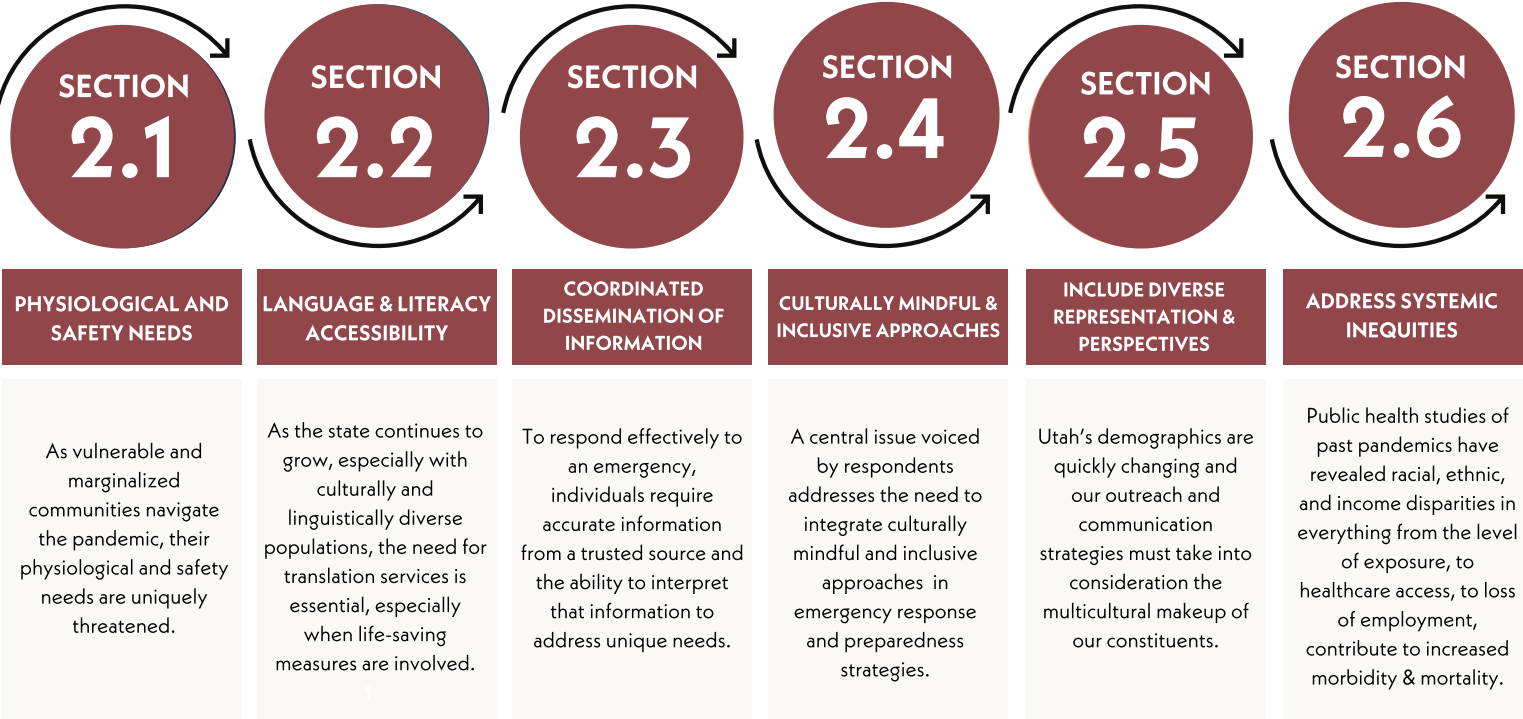 SECTION
2.1
PHYSIOLOGICAL AND
SAFETY NEEDS
As vulnerable and
marginalized
communities navigate
the pandemic, their
physiological and safety
needs are uniquely
threatened.
SECTION
2.2
LANGUAGE & LITERACY
ACCESSIBILITY
As the state continues to
grow, especially with
culturally and
linguistically diverse
populations, the need for
translation services is
essential, especially
when life-saving
measures are involved.
1
SECTION
2.3
COORDINATED
DISSEMINATION OF
INFORMATION
To respond effectively to
an emergency,
individuals require
accurate information
from a trusted source and
the ability to interpret
that information to
address unique needs.
SECTION
2.4
CULTURALLY MINDFUL &
INCLUSIVE APPROACHES
A central issue voiced
by respondents
addresses the need to
integrate culturally
mindful and inclusive
approaches in
emergency response
and preparedness
strategies.
SECTION
2.5
INCLUDE DIVERSE
REPRESENTATION &
PERSPECTIVES
Utah's demographics are
quickly changing and
our outreach and
communication
strategies must take into
consideration the
multicultural makeup of
our constituents.
SECTION
2.6
ADDRESS SYSTEMIC
INEQUITIES
Public health studies of
past pandemics have
revealed racial, ethnic,
and income disparities in
everything from the level
of exposure, to
healthcare access, to loss
of employment,
contribute to increased
morbidity & mortality.